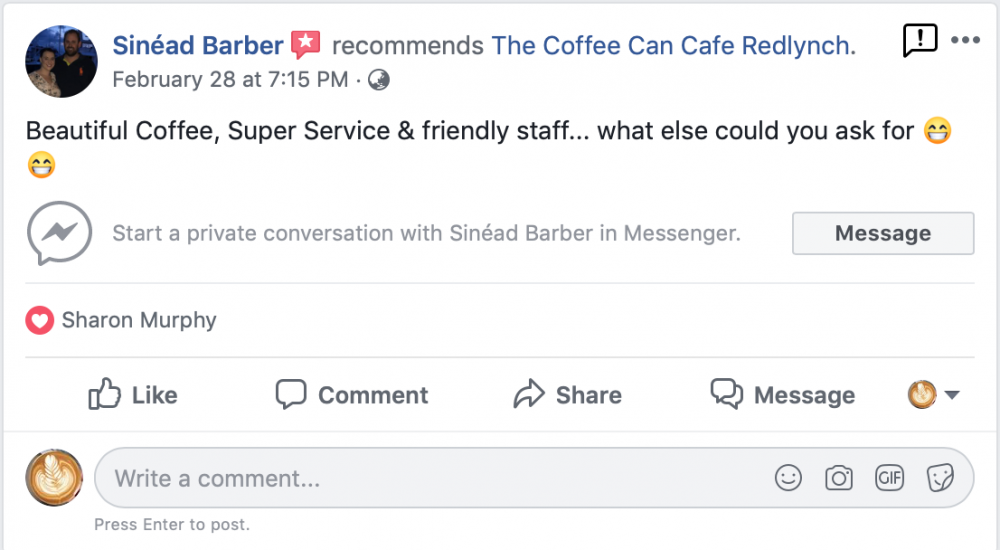 Sinéad Barber recommends The Coffee Can Cafe Redlynch.
February 28 at 7:15 PM ·
Beautiful Coffee, Super Service & friendly staff... what else could you ask for 😁
😁
Start a private conversation with Sinéad Barber in Messenger.
Message
Sharon Murphy
Like
Comment
Share
Message
Write a comment...
GIF
Press Enter to post.